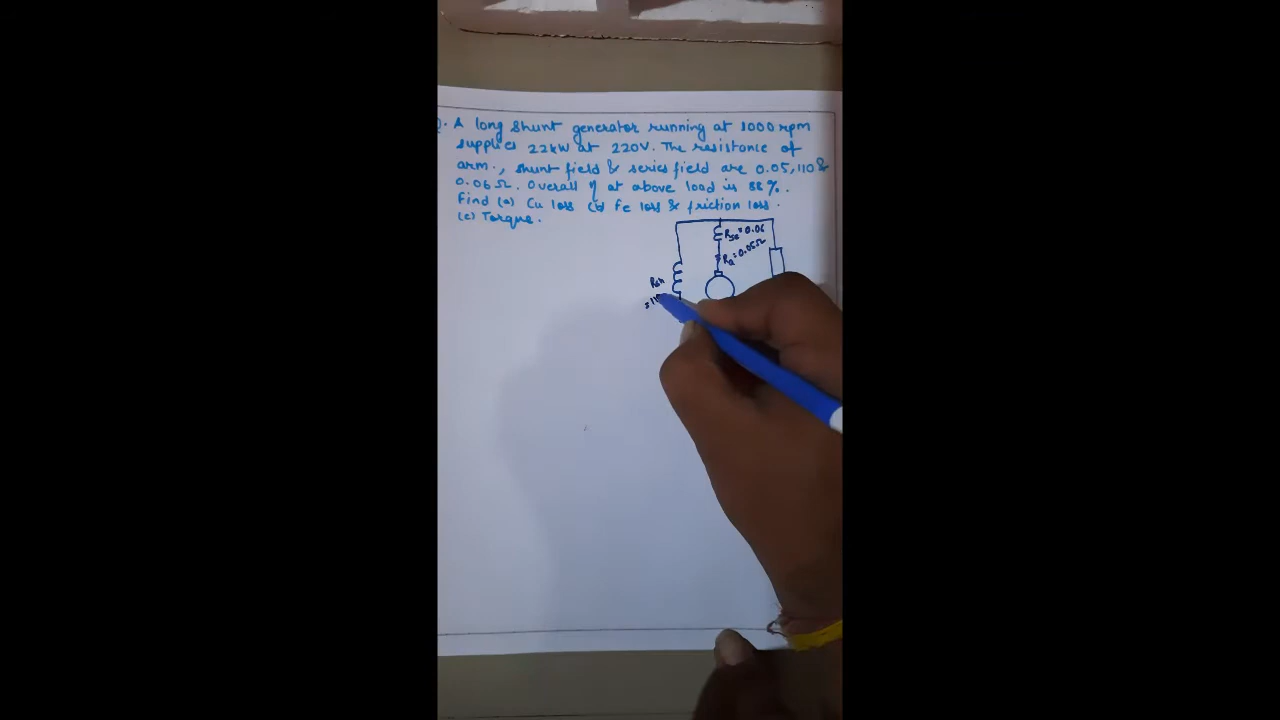 Q. A long shunt generator running at 1000 rpm
supplies 22kW at 220V. The resistance of
arm., shunt field & series field are 0.05, 110 &
0.06Ω. Overall η at above load is 88%.
Find (a) Cu loss (b) Fe loss & friction loss.
(c) Torque.
Rse=0.06
Ra=0.05Ω
Rsh
=110